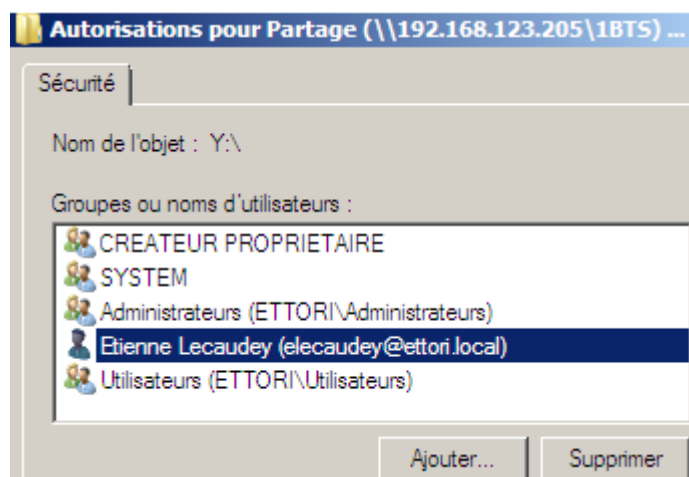 Autorisations pour Partage (\\192.168.123.205\1BTS) ...
Sécurité
Nom de l'objet : Y:\
Groupes ou noms d'utilisateurs :
CREATEUR PROPRIETAIRE
SYSTEM
Administrateurs (ETTORI\Administrateurs)
Etienne Lecaudey (elecaudey@ettori.local)
Utilisateurs (ETTORI\Utilisateurs)
Ajouter... Supprimer